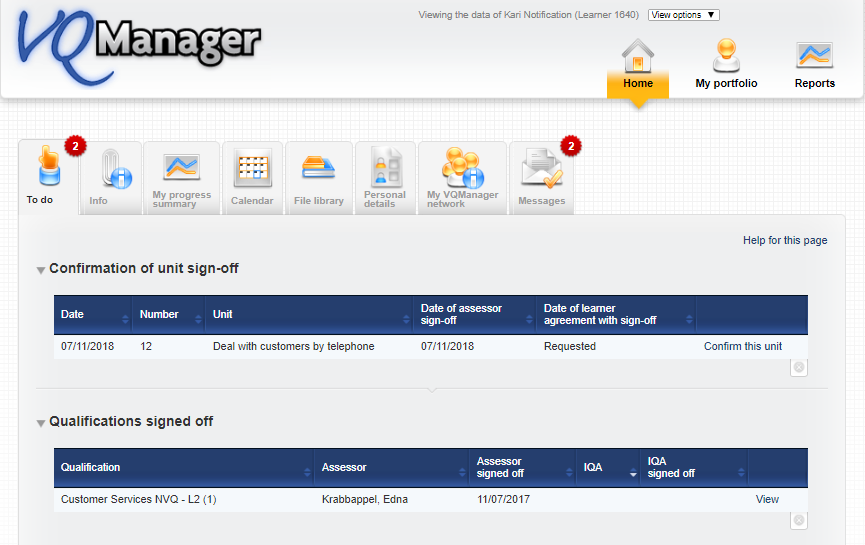 Viewing the data of Kari Notification (Learner 1640) View options ▼
VQManager
Home My portfolio Reports
2 2
To do Info My progress summary Calendar File library Personal details My VQManager network Messages
Help for this page
Confirmation of unit sign-off
Date Number Unit Date of assessor sign-off Date of learner agreement with sign-off
07/11/2018 12 Deal with customers by telephone 07/11/2018 Requested Confirm this unit
Qualifications signed off
Qualification Assessor Assessor signed off IQA IQA signed off
Customer Services NVQ - L2 (1) Krabbappel, Edna 11/07/2017 View